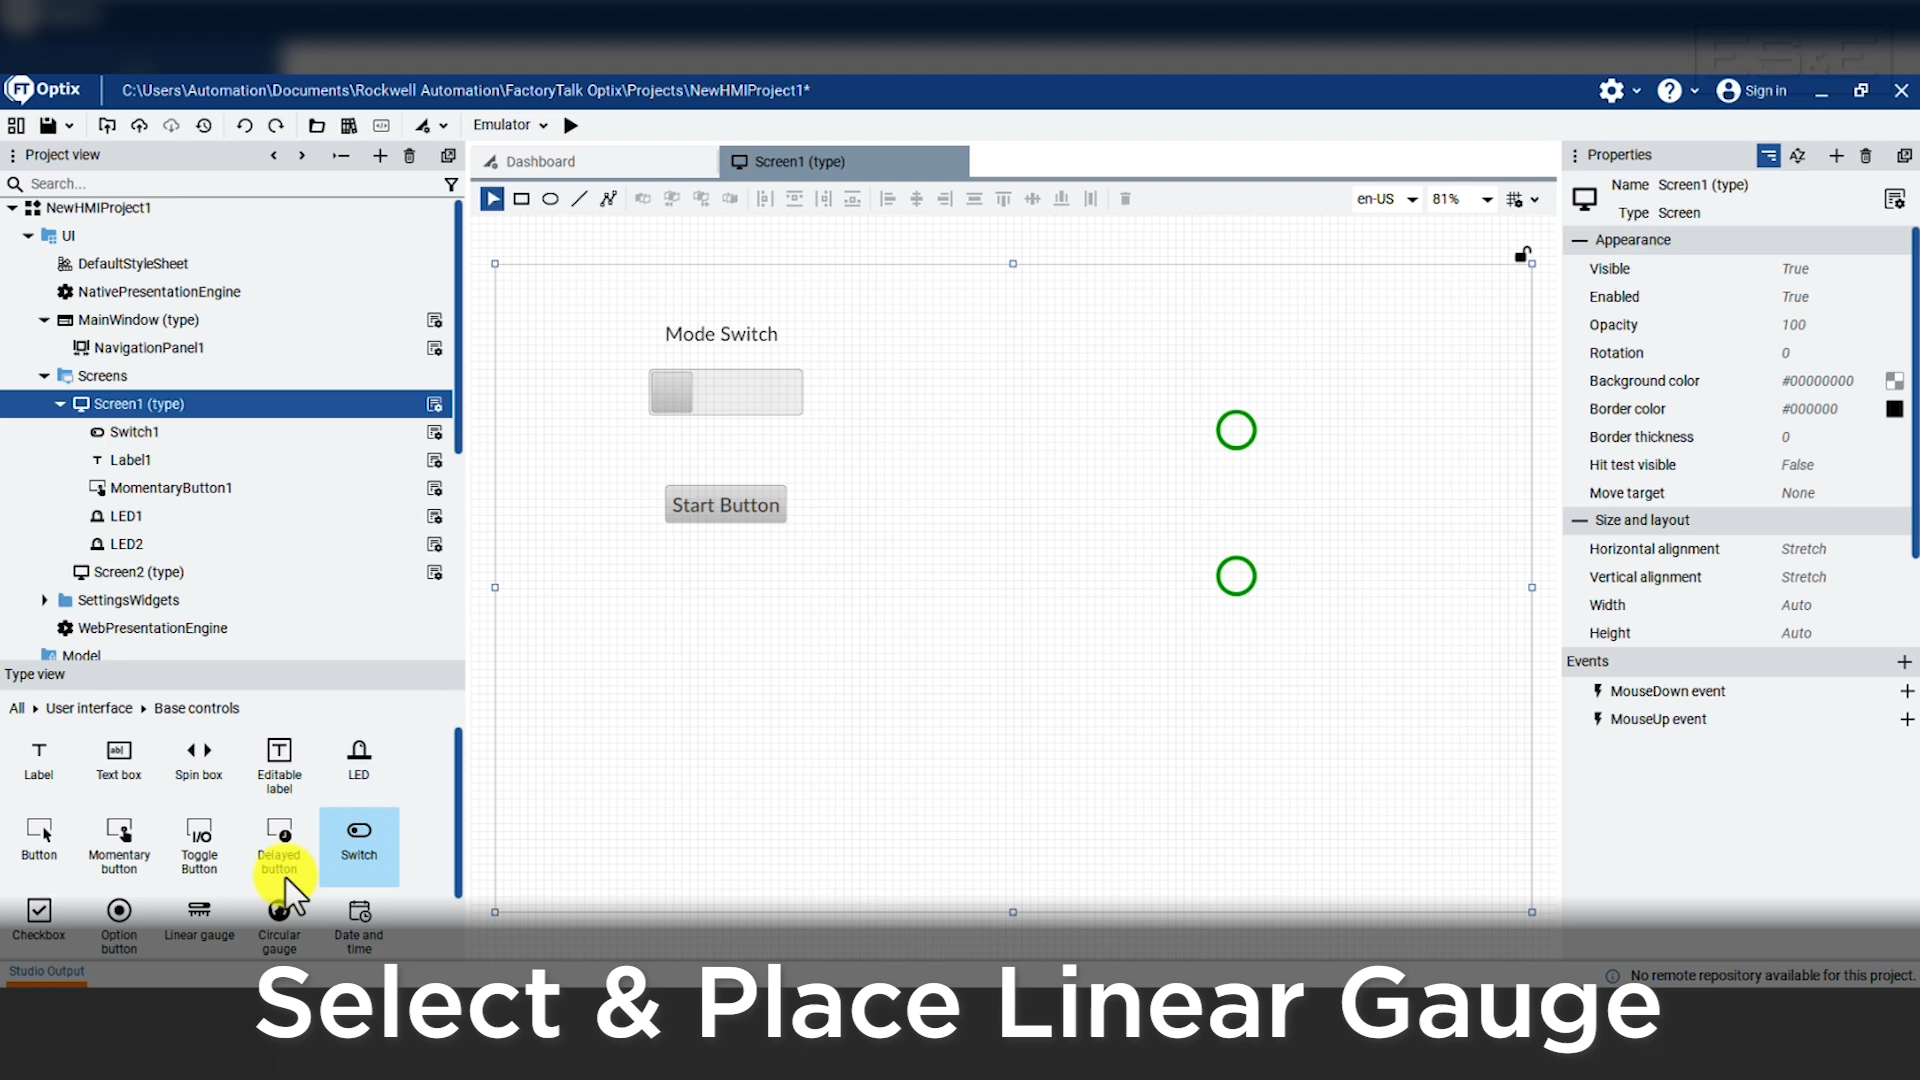 FT Optix
C:\Users\Automation\Documents\Rockwell Automation\FactoryTalk Optix\Projects\NewHMIProject1*
Sign in
Emulator
Project view
Search...
NewHMIProject1
UI
DefaultStyleSheet
NativePresentationEngine
MainWindow (type)
NavigationPanel1
Screens
Screen1 (type)
Switch1
Label1
MomentaryButton1
LED1
LED2
Screen2 (type)
SettingsWidgets
WebPresentationEngine
Model
Type view
All User interface Base controls
Label
Text box
Spin box
Editable label
LED
Button
Momentary button
Toggle Button
Delayed button
Switch
Checkbox
Option button
Linear gauge
Circular gauge
Date and time
Studio Output
Dashboard
Screen1 (type)
en-US
81%
Mode Switch
Start Button
Properties
Name Screen1 (type)
Type Screen
Appearance
Visible True
Enabled True
Opacity 100
Rotation 0
Background color #00000000
Border color #000000
Border thickness 0
Hit test visible False
Move target None
Size and layout
Horizontal alignment Stretch
Vertical alignment Stretch
Width Auto
Height Auto
Events
MouseDown event
MouseUp event
No remote repository available for this project.
Select & Place Linear Gauge